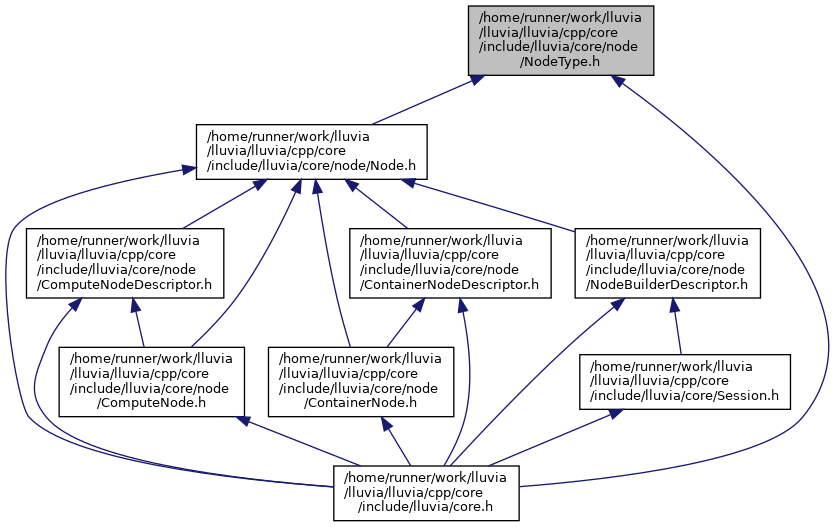 /home/runner/work/lluvia
/lluvia/lluvia/cpp/core
/include/lluvia/core/node
/NodeType.h
/home/runner/work/lluvia
/lluvia/lluvia/cpp/core
/include/lluvia/core/node/Node.h
/home/runner/work/lluvia
/lluvia/lluvia/cpp/core
/include/lluvia/core/node
/ComputeNodeDescriptor.h
/home/runner/work/lluvia
/lluvia/lluvia/cpp/core
/include/lluvia/core/node
/ContainerNodeDescriptor.h
/home/runner/work/lluvia
/lluvia/lluvia/cpp/core
/include/lluvia/core/node
/NodeBuilderDescriptor.h
/home/runner/work/lluvia
/lluvia/lluvia/cpp/core
/include/lluvia/core/node
/ComputeNode.h
/home/runner/work/lluvia
/lluvia/lluvia/cpp/core
/include/lluvia/core/node
/ContainerNode.h
/home/runner/work/lluvia
/lluvia/lluvia/cpp/core
/include/lluvia/core/Session.h
/home/runner/work/lluvia
/lluvia/lluvia/cpp/core
/include/lluvia/core.h